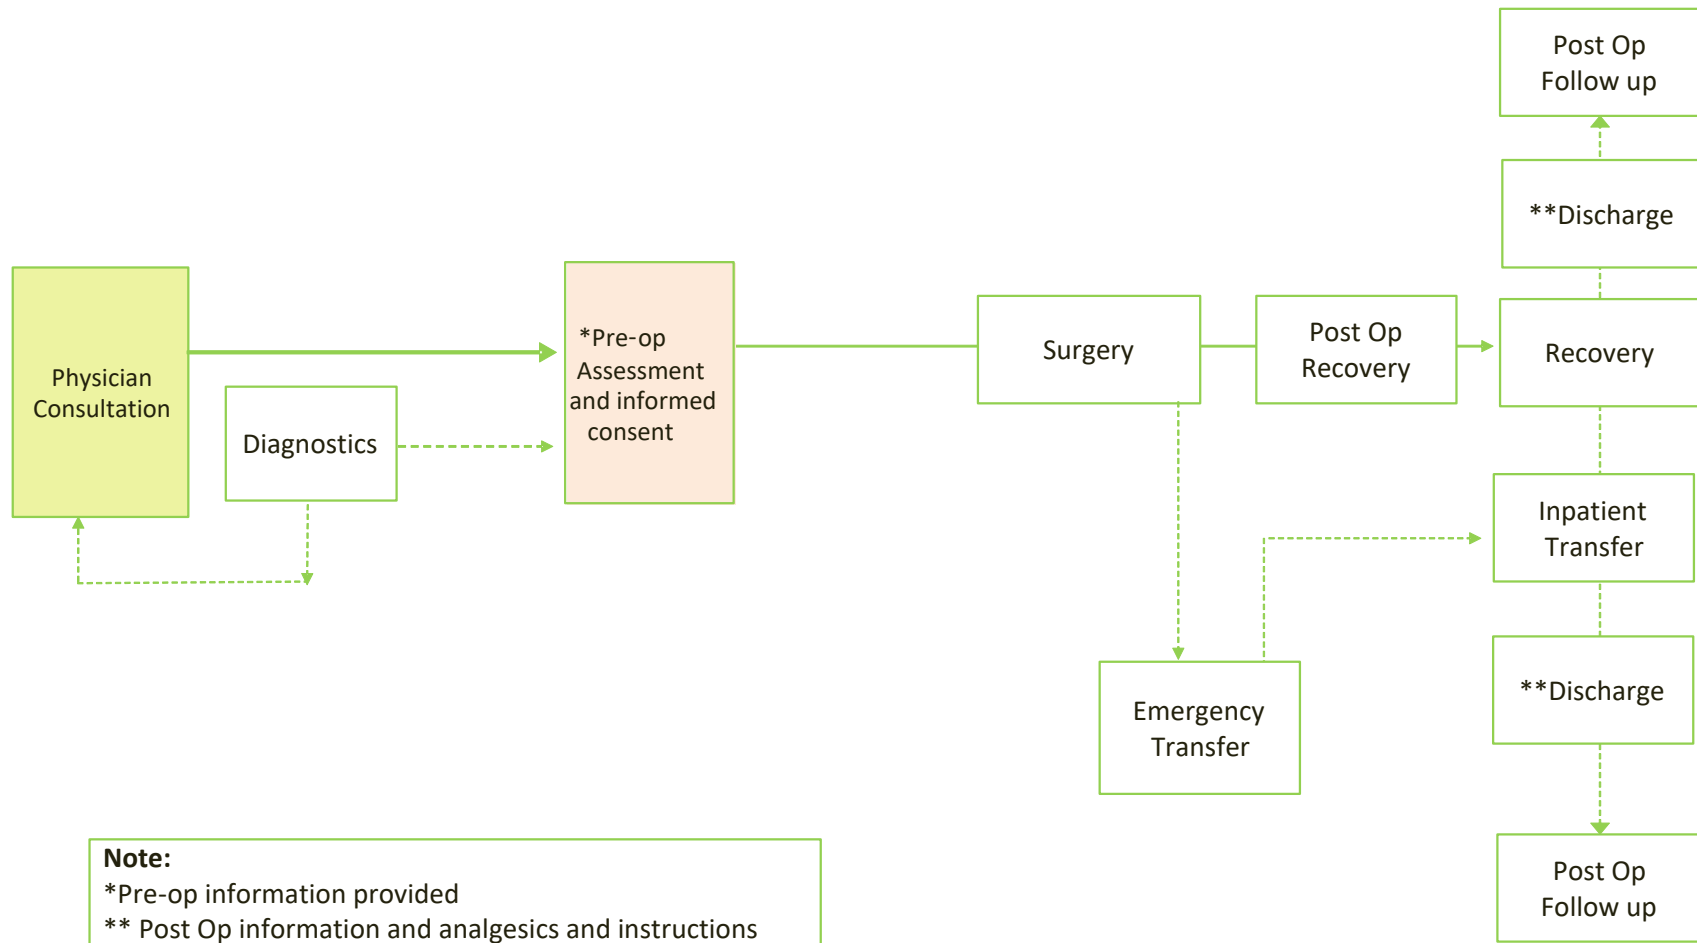 Post Op
Follow up
**Discharge
Physician
Consultation
Diagnostics
*Pre-op
Assessment
and informed
consent
Surgery
Post Op
Recovery
Recovery
Inpatient
Transfer
Emergency
Transfer
**Discharge
Post Op
Follow up
Note:
*Pre-op information provided
** Post Op information and analgesics and instructions